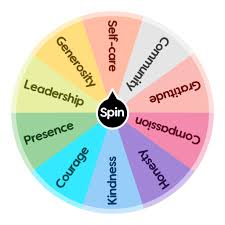 Self-care
Community
Gratitude
Compassion
Honesty
Kindness
Courage
Presence
Leadership
Generosity
Spin